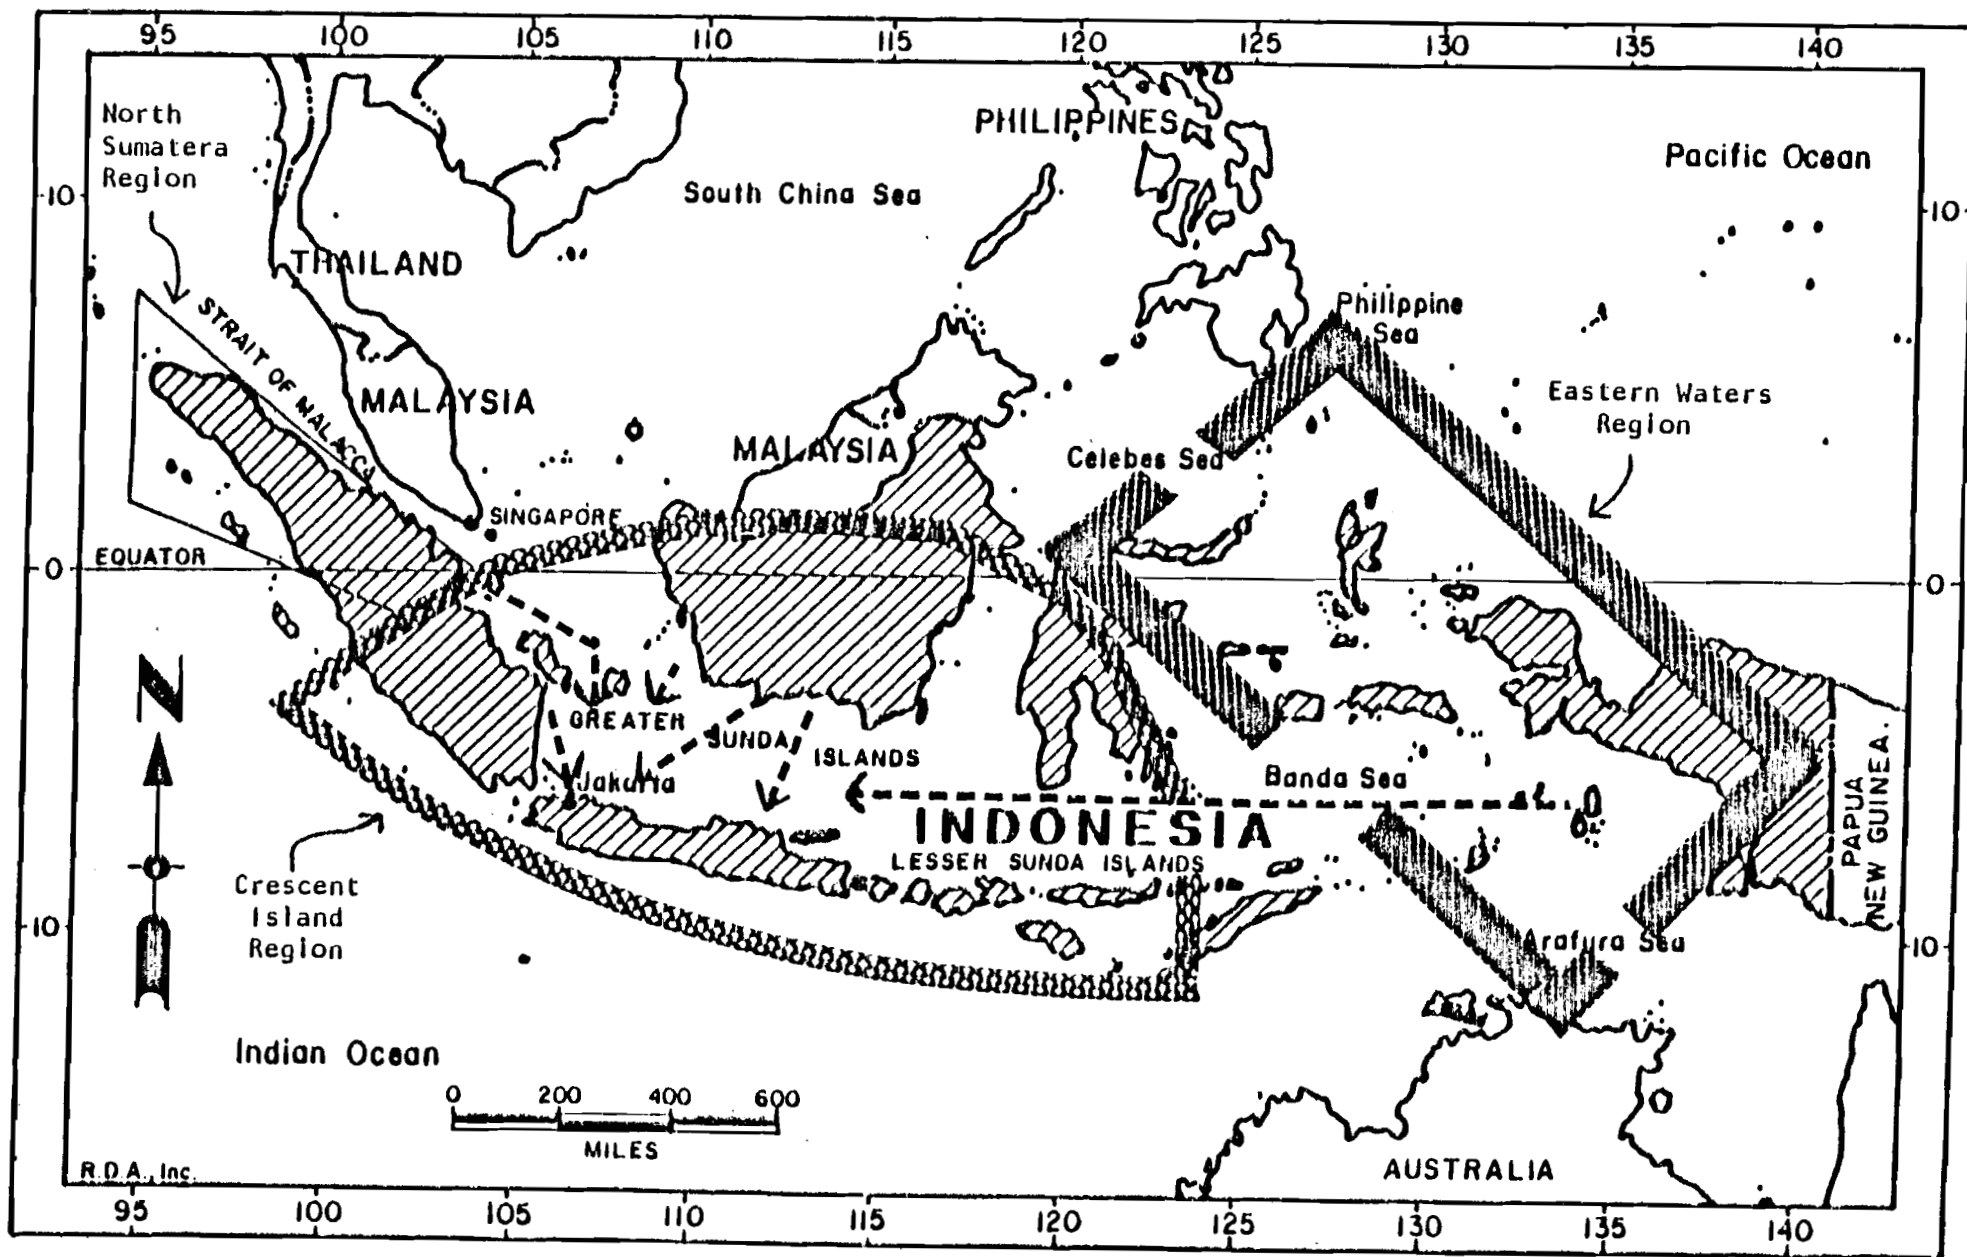 95 100 105 110 115 120 125 130 135 140
North
Sumatera
Region
PHILIPPINES
Pacific Ocean
10
South China Sea
10
THAILAND
STRAIT OF MALACCA
Philippine
Sea
Eastern Waters
Region
MALAYSIA
MALAYSIA
Celebes Sea
SINGAPORE
EQUATOR
0
0
N
GREATER
SUNDA
ISLANDS
Jakarta
Banda Sea
INDONESIA
LESSER SUNDA ISLANDS
PAPUA
NEW GUINEA.
Crescent
Island
Region
10
Arafura Sea
10
Indian Ocean
0 200 400 600
MILES
R.D.A., Inc.
AUSTRALIA
95 100 105 110 115 120 125 130 135 140